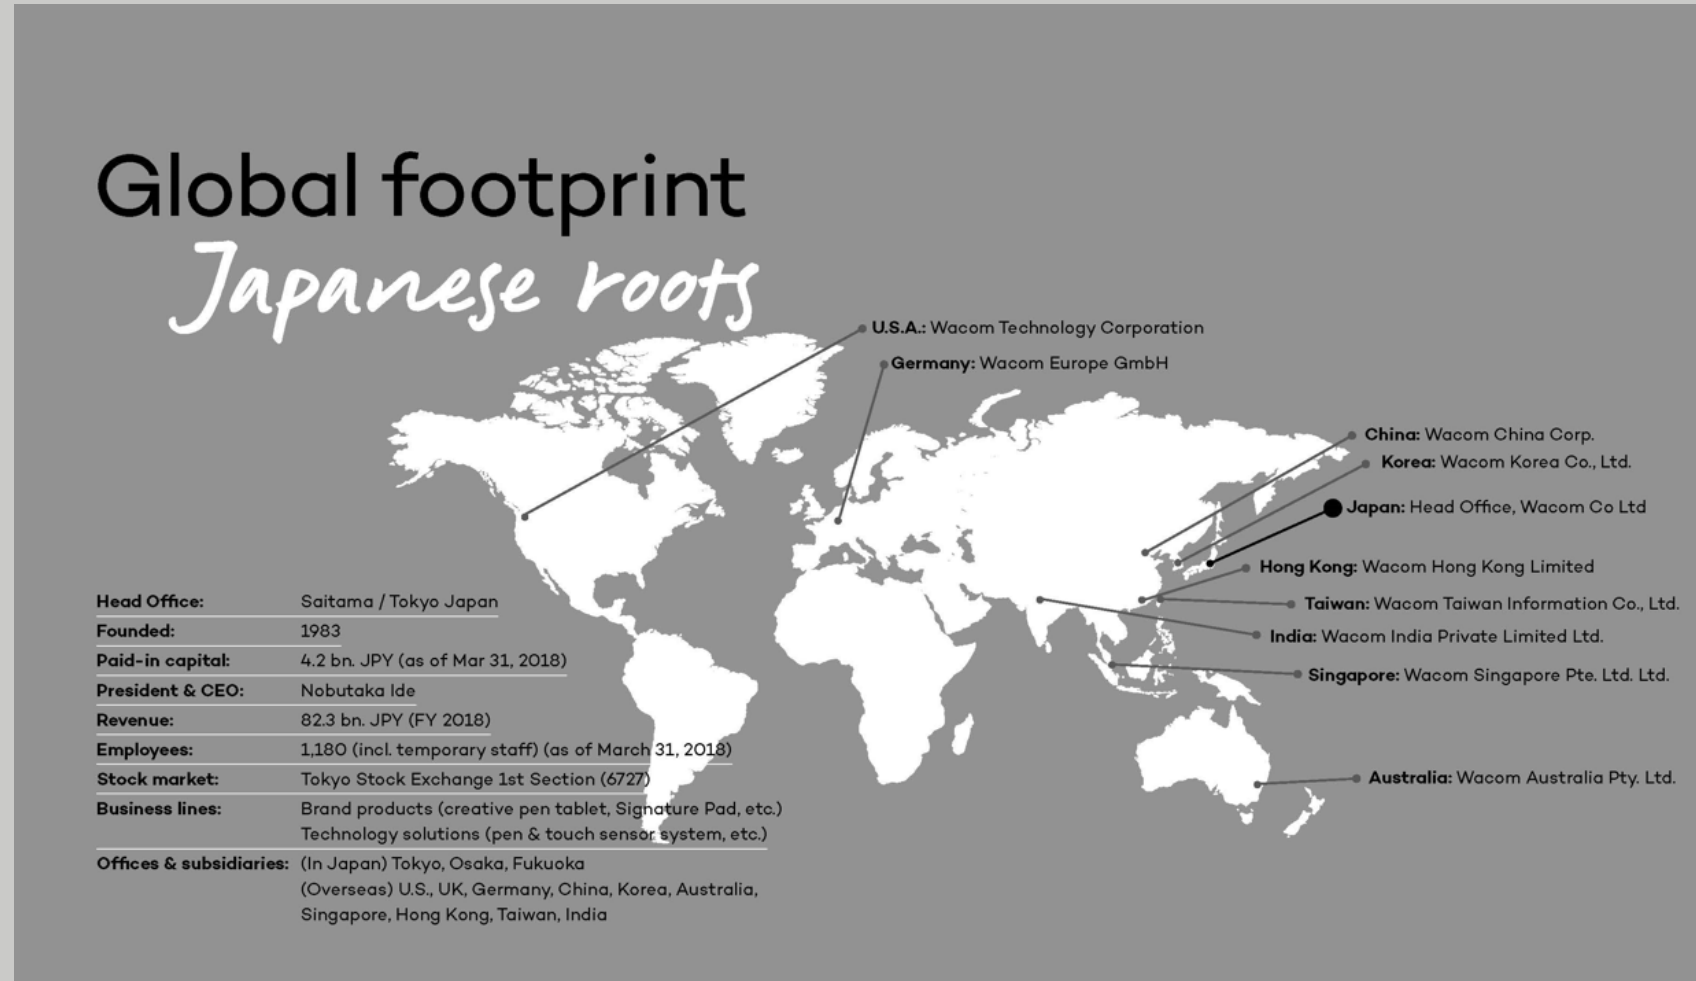 Global footprint
Japanese roots
U.S.A.: Wacom Technology Corporation
Germany: Wacom Europe GmbH
China: Wacom China Corp.
Korea: Wacom Korea Co., Ltd.
Japan: Head Office, Wacom Co Ltd
Hong Kong: Wacom Hong Kong Limited
Taiwan: Wacom Taiwan Information Co., Ltd.
India: Wacom India Private Limited Ltd.
Singapore: Wacom Singapore Pte. Ltd. Ltd.
Australia: Wacom Australia Pty. Ltd.
Head Office: Saitama / Tokyo Japan
Founded: 1983
Paid-in capital: 4.2 bn. JPY (as of Mar 31, 2018)
President & CEO: Nobutaka Ide
Revenue: 82.3 bn. JPY (FY 2018)
Employees: 1,180 (incl. temporary staff) (as of March 31, 2018)
Stock market: Tokyo Stock Exchange 1st Section (6727)
Business lines: Brand products (creative pen tablet, Signature Pad, etc.)
Technology solutions (pen & touch sensor system, etc.)
Offices & subsidiaries: (In Japan) Tokyo, Osaka, Fukuoka
(Overseas) U.S., UK, Germany, China, Korea, Australia,
Singapore, Hong Kong, Taiwan, India